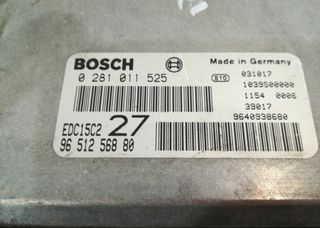 BOSCH
Made in Germany
0 281 011 525
B10
031017
1039S00000
1154 0006
39017
9640938680
EDC15C2 27
96 512 568 80